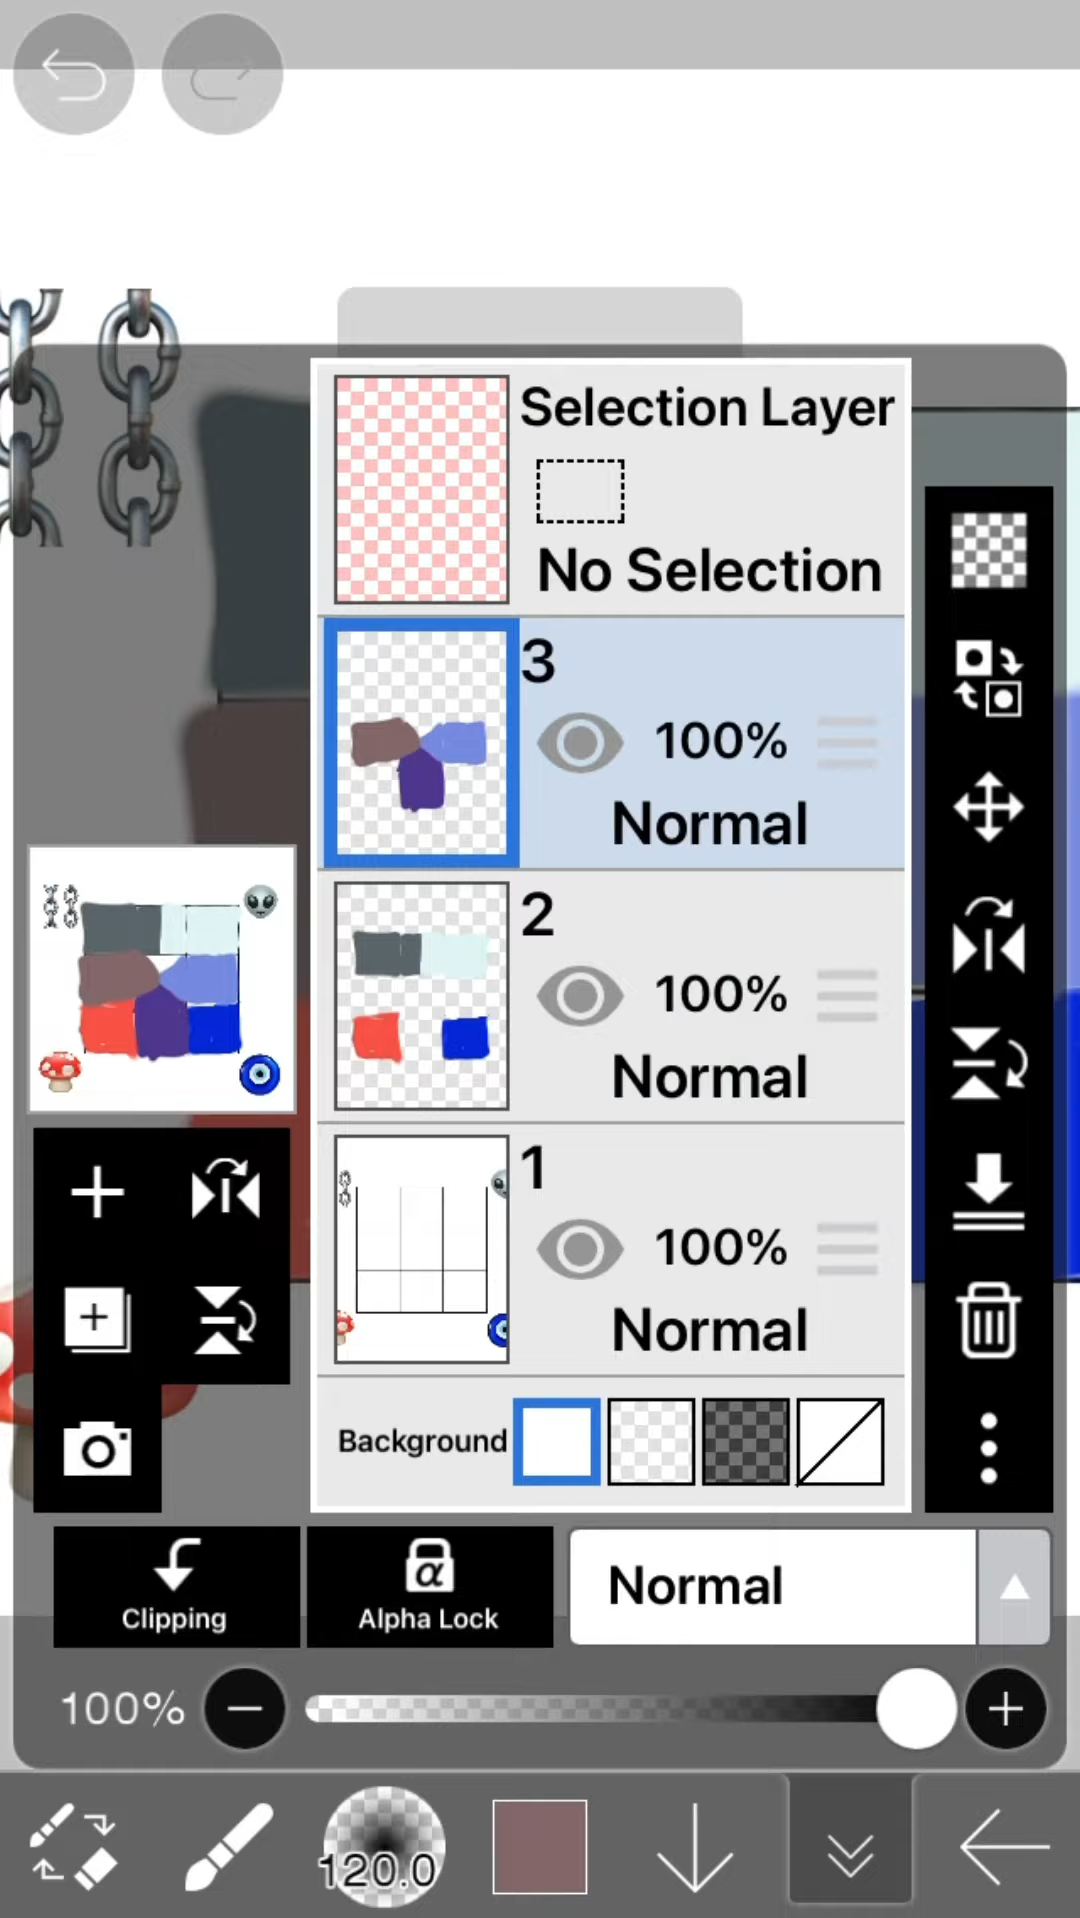 Selection Layer
No Selection
3
100%
Normal
2
100%
Normal
1
100%
Normal
Background
Clipping
α
Alpha Lock
Normal
100%
120.0